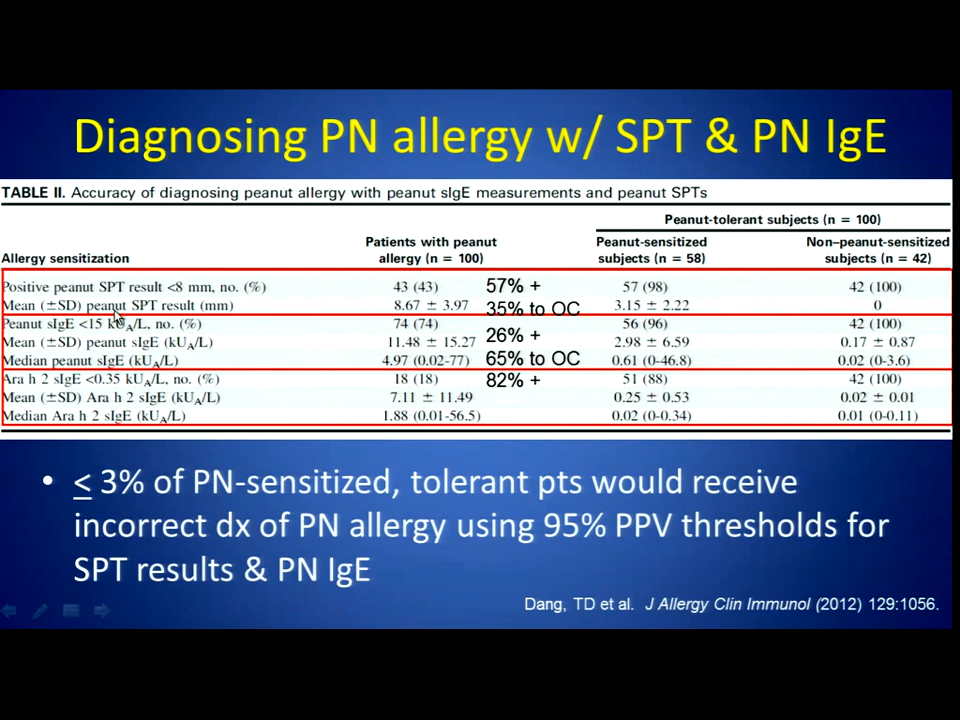 Diagnosing PN allergy w/ SPT & PN IgE
TABLE II. Accuracy of diagnosing peanut allergy with peanut sIgE measurements and peanut SPTs
Peanut-tolerant subjects (n = 100)
Patients with peanut Peanut-sensitized Non–peanut-sensitized
Allergy sensitization allergy (n = 100) subjects (n = 58) subjects (n = 42)
Positive peanut SPT result <8 mm, no. (%) 43 (43) 57% + 57 (98) 42 (100)
Mean (±SD) peanut SPT result (mm) 8.67 ± 3.97 35% to OC 3.15 ± 2.22 0
Peanut sIgE <15 kUA/L, no. (%) 74 (74) 56 (96) 42 (100)
Mean (±SD) peanut sIgE (kUA/L) 11.48 ± 15.27 26% + 2.98 ± 6.59 0.17 ± 0.87
Median peanut sIgE (kUA/L) 4.97 (0.02-77) 65% to OC 0.61 (0-46.8) 0.02 (0-3.6)
Ara h 2 sIgE <0.35 kUA/L, no. (%) 18 (18) 82% + 51 (88) 42 (100)
Mean (±SD) Ara h 2 sIgE (kUA/L) 7.11 ± 11.49 0.25 ± 0.53 0.02 ± 0.01
Median Ara h 2 sIgE (kUA/L) 1.88 (0.01-56.5) 0.02 (0-0.34) 0.01 (0-0.11)
• < 3% of PN-sensitized, tolerant pts would receive
incorrect dx of PN allergy using 95% PPV thresholds for
SPT results & PN IgE
Dang, TD et al. J Allergy Clin Immunol (2012) 129:1056.